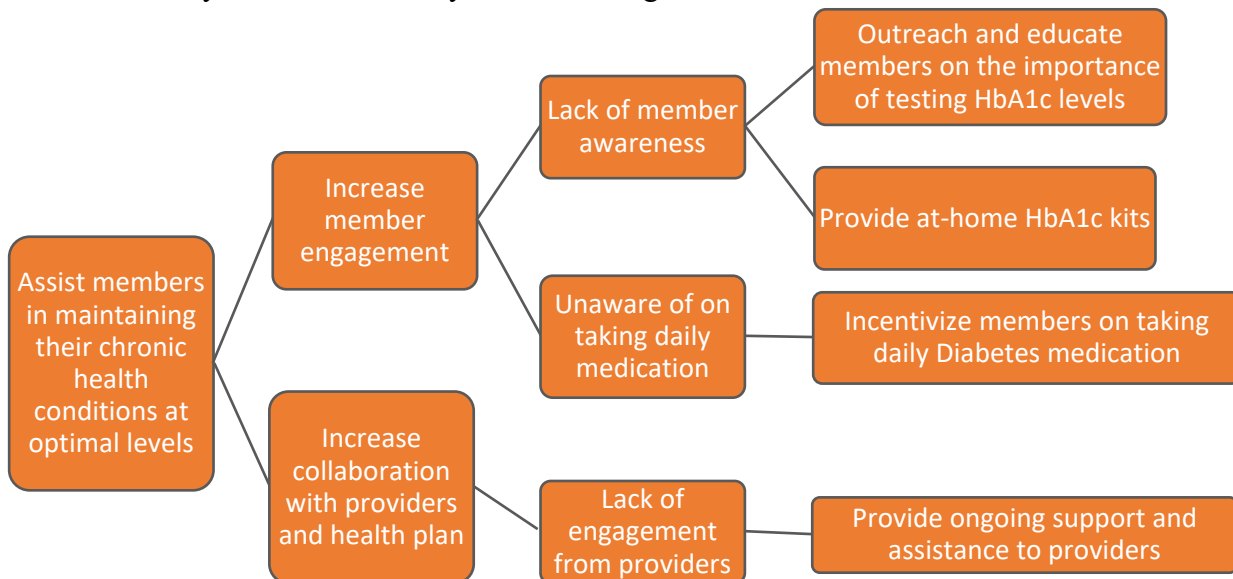 Outreach and educate
members on the importance
of testing HbA1c levels
Lack of member
awareness
Increase
member
engagement
Provide at-home HbA1c kits
Assist members
in maintaining
their chronic
health
conditions at
optimal levels
Unaware of on
taking daily
medication
Incentivize members on taking
daily Diabetes medication
Increase
collaboration
with providers
and health plan
Lack of
engagement
from providers
Provide ongoing support and
assistance to providers